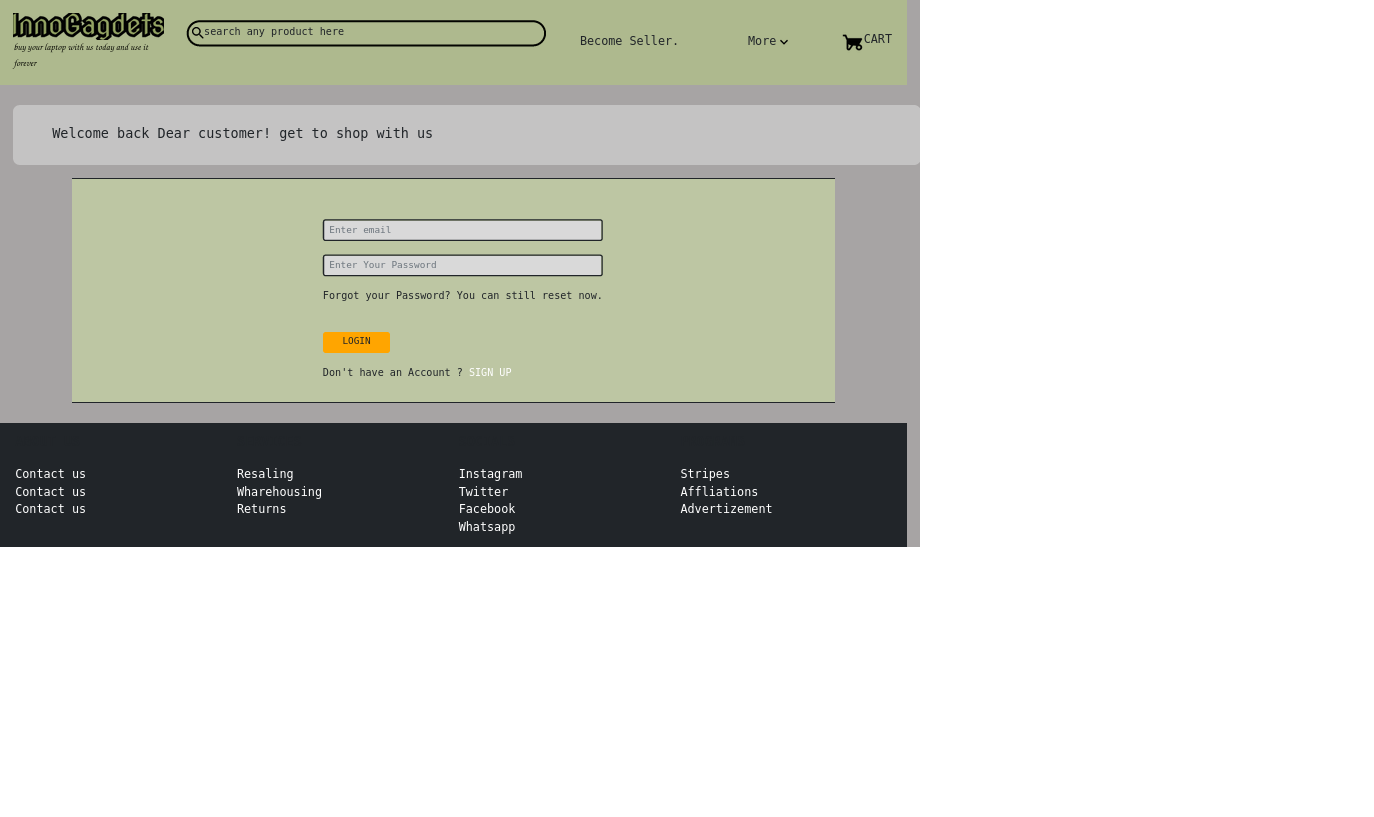 InnoGagdets
buy your laptop with us today and use it
forever
search any product here
Become Seller.
More
CART
Welcome back Dear customer! get to shop with us
Enter email
Enter Your Password
Forgot your Password? You can still reset now.
LOGIN
Don't have an Account ? SIGN UP
Contact us
Contact us
Contact us
Resaling
Wharehousing
Returns
Instagram
Twitter
Facebook
Whatsapp
Stripes
Affliations
Advertizement